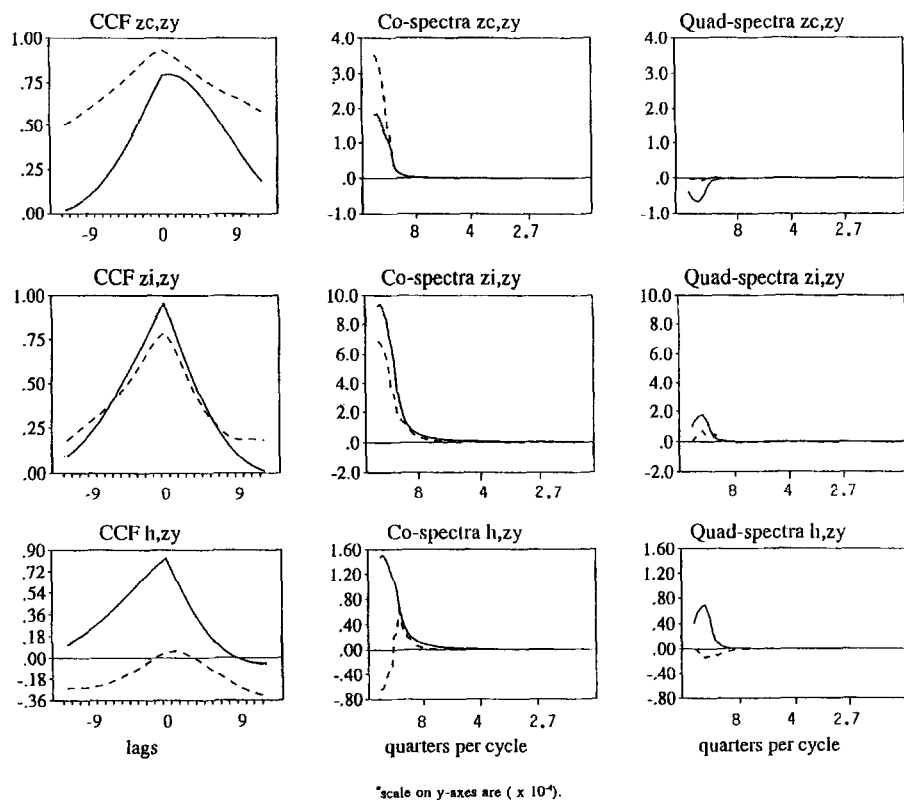 CCF zc,zy
1.00
.75
.50
.25
.00
-9 0 9
Co-spectra zc,zy
4.0
3.0
2.0
1.0
.0
-1.0
8 4 2.7
Quad-spectra zc,zy
4.0
3.0
2.0
1.0
.0
-1.0
8 4 2.7
CCF zi,zy
1.00
.75
.50
.25
.00
-9 0 9
Co-spectra zi,zy
10.0
8.0
6.0
4.0
2.0
.0
-2.0
8 4 2.7
Quad-spectra zi,zy
10.0
8.0
6.0
4.0
2.0
.0
-2.0
8 4 2.7
CCF h,zy
.90
.72
.54
.36
.18
.00
-.18
-.36
-9 0 9
lags
Co-spectra h,zy
1.60
1.20
.80
.40
.00
-.40
-.80
8 4 2.7
quarters per cycle
Quad-spectra h,zy
1.60
1.20
.80
.40
.00
-.40
-.80
8 4 2.7
quarters per cycle
*scale on y-axes are ( x 10⁻⁴).